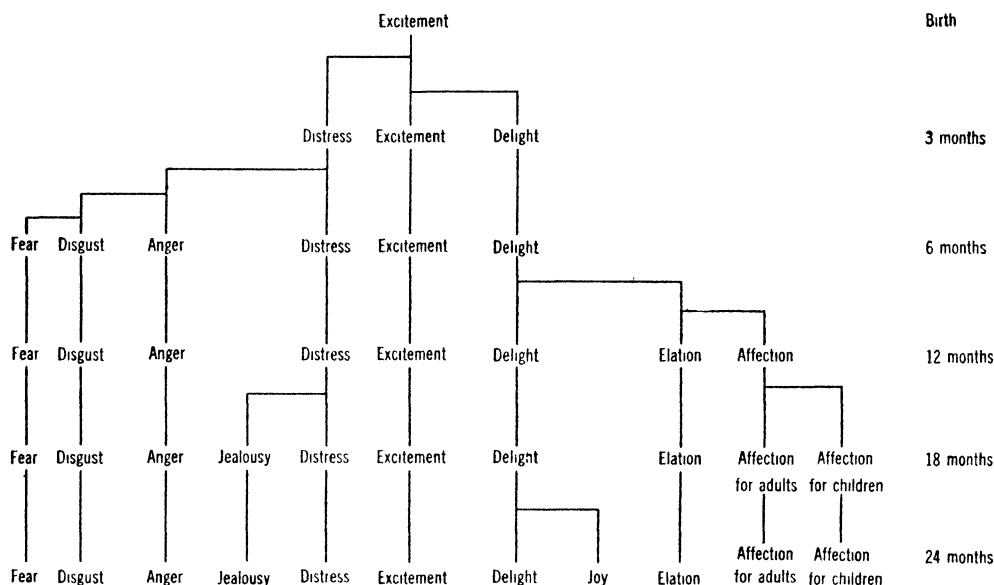 Excitement Birth
Distress Excitement Delight 3 months
Fear Disgust Anger Distress Excitement Delight 6 months
Fear Disgust Anger Distress Excitement Delight Elation Affection 12 months
Fear Disgust Anger Jealousy Distress Excitement Delight Elation Affection Affection 18 months
for adults for children
Affection Affection 24 months
Fear Disgust Anger Jealousy Distress Excitement Delight Joy Elation for adults for children